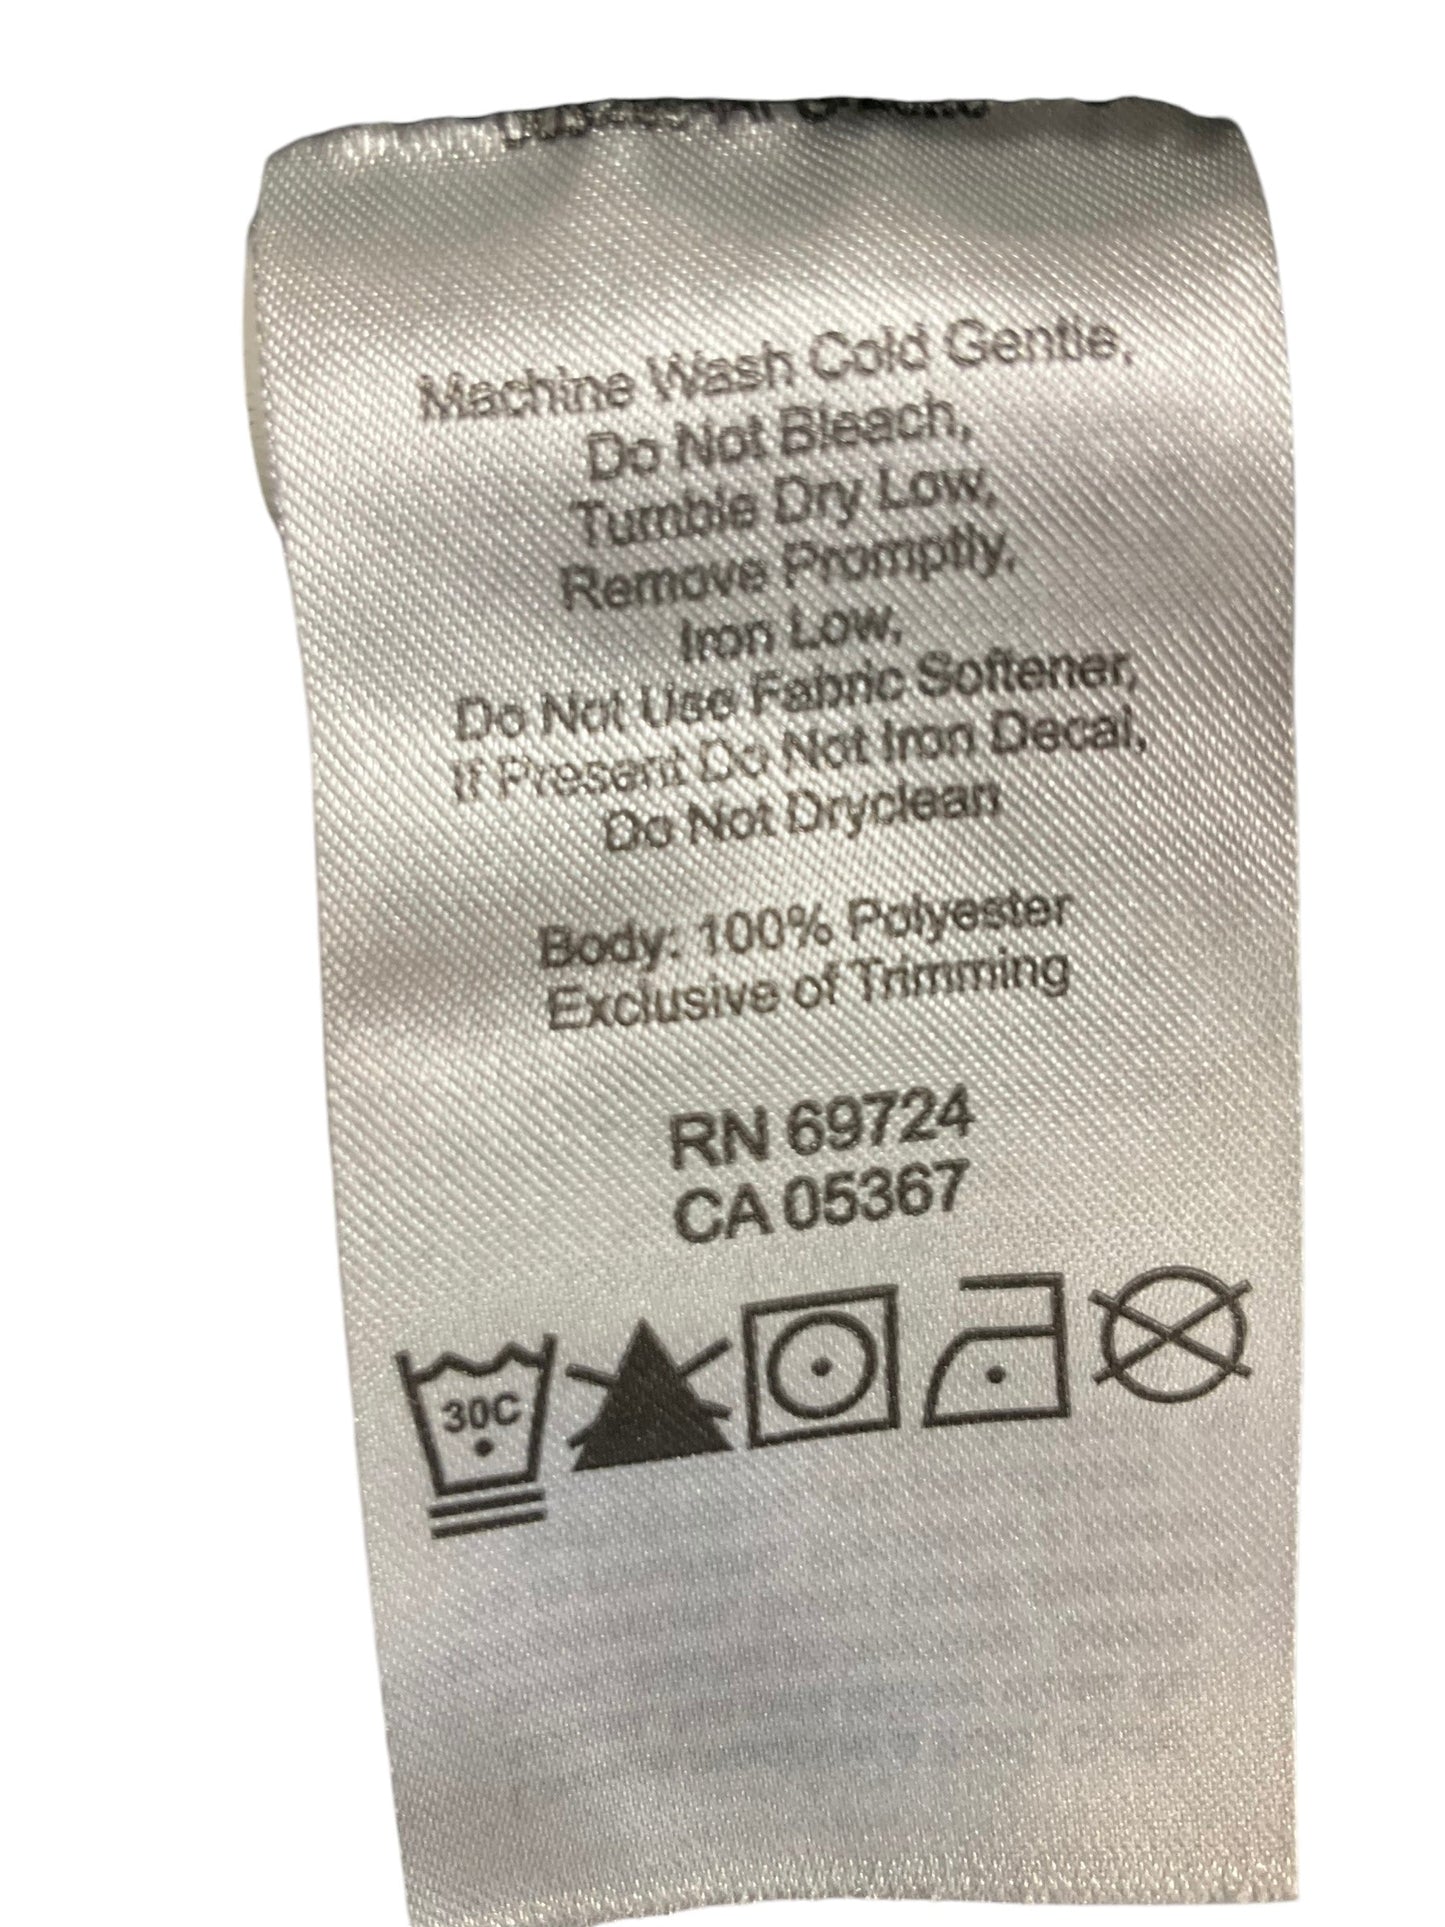 Machine Wash Cold Gentle,
Do Not Bleach,
Tumble Dry Low,
Remove Promptly,
Iron Low,
Do Not Use Fabric Softener,
If Present Do Not Iron Decal,
Do Not Dryclean
Body: 100% Polyester
Exclusive of Trimming
RN 69724
CA 05367
30C